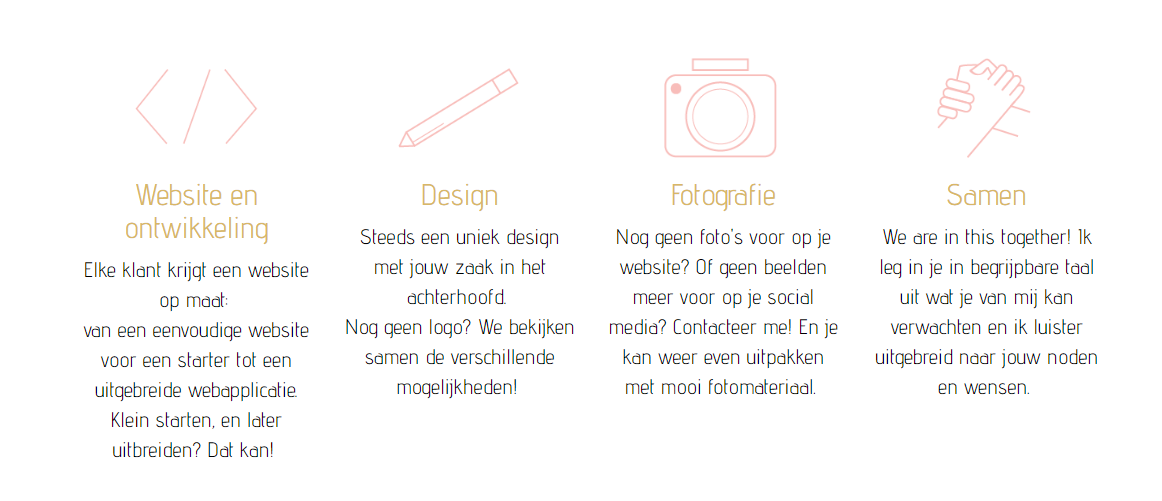 Website en
ontwikkeling
Elke klant krijgt een website
op maat:
van een eenvoudige website
voor een starter tot een
uitgebreide webapplicatie.
Klein starten, en later
uitbreiden? Dat kan!
Design
Steeds een uniek design
met jouw zaak in het
achterhoofd.
Nog geen logo? We bekijken
samen de verschillende
mogelijkheden!
Fotografie
Nog geen foto's voor op je
website? Of geen beelden
meer voor op je social
media? Contacteer me! En je
kan weer even uitpakken
met mooi fotomateriaal.
Samen
We are in this together! Ik
leg in je in begrijpbare taal
uit wat je van mij kan
verwachten en ik luister
uitgebreid naar jouw noden
en wensen.